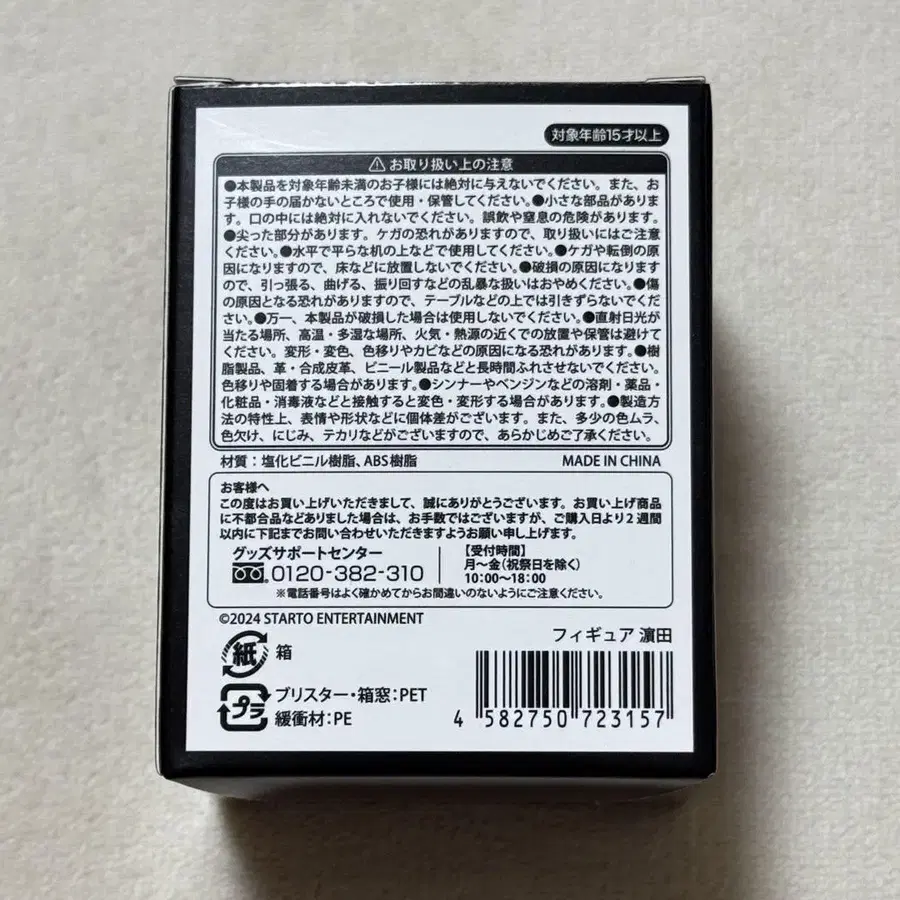 対象年齢15才以上
⚠お取り扱い上の注意
●本製品を対象年齢未満のお子様には絶対に与えないでください。また、お
子様の手の届かないところで使用・保管してください。●小さな部品がありま
す。口の中には絶対に入れないでください。誤飲や窒息の危険があります。
●尖った部分があります。ケガの恐れがありますので、取り扱いにはご注意
ください。●水平で平らな机の上などで使用してください。●ケガや転倒の原
因になりますので、床などに放置しないでください。●破損の原因になります
ので、引っ張る、曲げる、振り回すなどの乱暴な扱いはおやめください。●傷
の原因となる恐れがありますので、テーブルなどの上では引きずらないでくだ
さい。●万一、本製品が破損した場合は使用しないでください。●直射日光が
当たる場所、高温・多湿な場所、火気・熱源の近くでの放置や保管は避けて
ください。変形・変色、色移りやカビなどの原因になる恐れがあります。●樹
脂製品、革・合成皮革、ビニール製品などと長時間ふれさせないでください。
色移りや固着する場合があります。●シンナーやベンジンなどの溶剤・薬品・
化粧品・消毒液などと接触すると変色・変形する場合があります。●製造方
法の特性上、表情や形状などに個体差がございます。また、多少の色ムラ、
色欠け、にじみ、テカリなどがございますので、あらかじめご了承ください。
材質：塩化ビニル樹脂、ABS樹脂 MADE IN CHINA
お客様へ
この度はお買い上げいただきまして、誠にありがとうございます。お買い上げ商品
に不都合品などありました場合は、お手数ではございますが、ご購入日より2週間
以内に下記までお問い合わせいただきますようお願い申し上げます。
グッズサポートセンター
0120-382-310
【受付時間】
月〜金（祝祭日を除く）
10:00〜18:00
※電話番号はよく確かめてからお間違いのないようにご注意ください。
©2024 STARTO ENTERTAINMENT
フィギュア 濵田
紙 箱
プラ ブリスター・箱窓：PET
緩衝材：PE
4 582750 723157